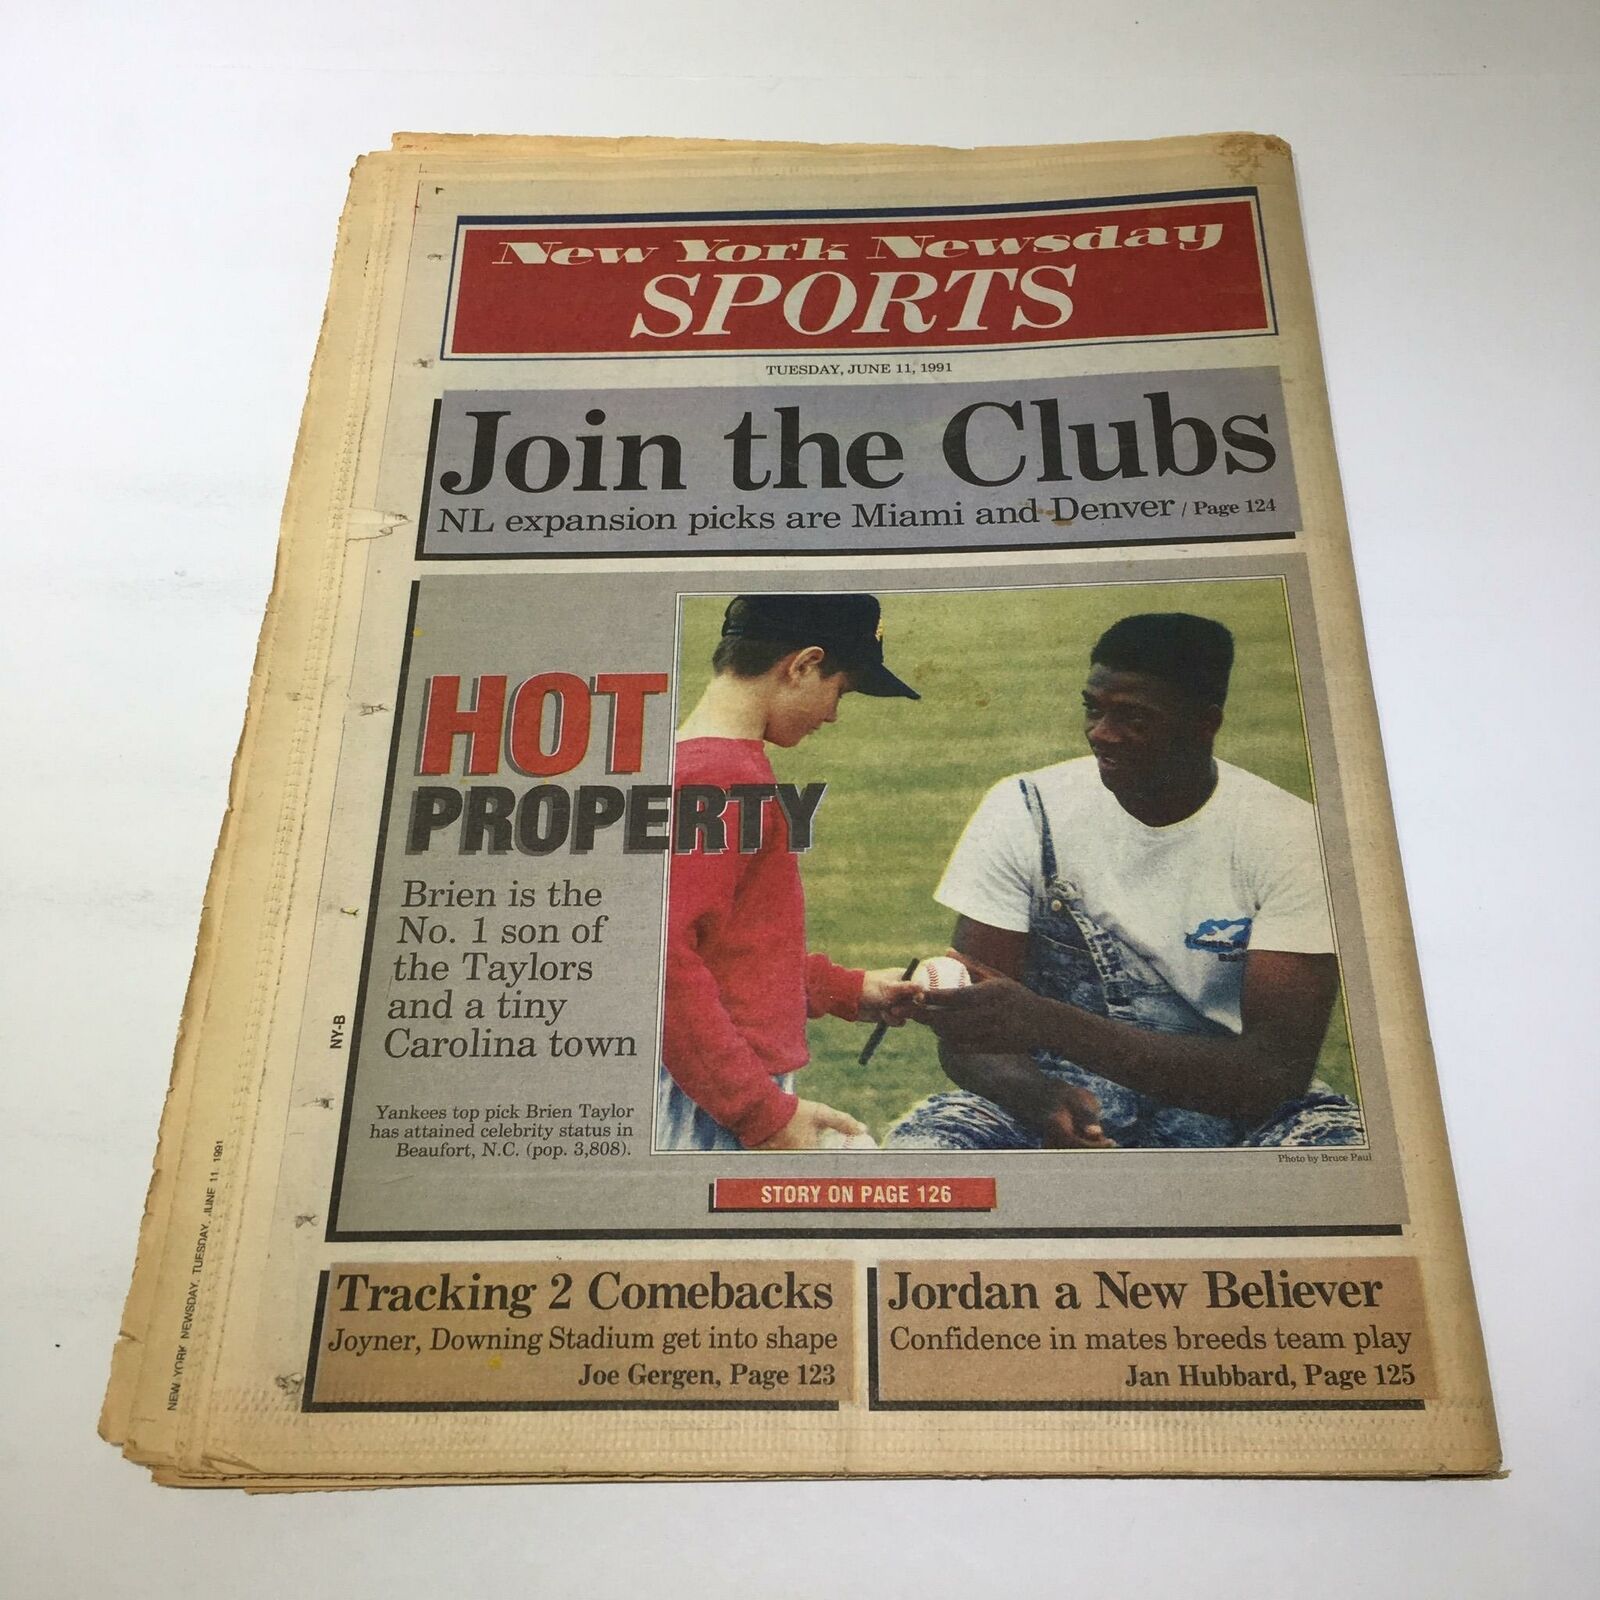 New York Newsday
SPORTS
TUESDAY, JUNE 11, 1991
Join the Clubs
NL expansion picks are Miami and Denver / Page 124
HOT
PROPERTY
Brien is the
No. 1 son of
the Taylors
and a tiny
Carolina town
Yankees top pick Brien Taylor
has attained celebrity status in
Beaufort, N.C. (pop. 3,808).
Photo by Bruce Paul
STORY ON PAGE 126
Tracking 2 Comebacks
Joyner, Downing Stadium get into shape
Joe Gergen, Page 123
Jordan a New Believer
Confidence in mates breeds team play
Jan Hubbard, Page 125
NY-B
NEW YORK NEWSDAY, TUESDAY, JUNE 11, 1991